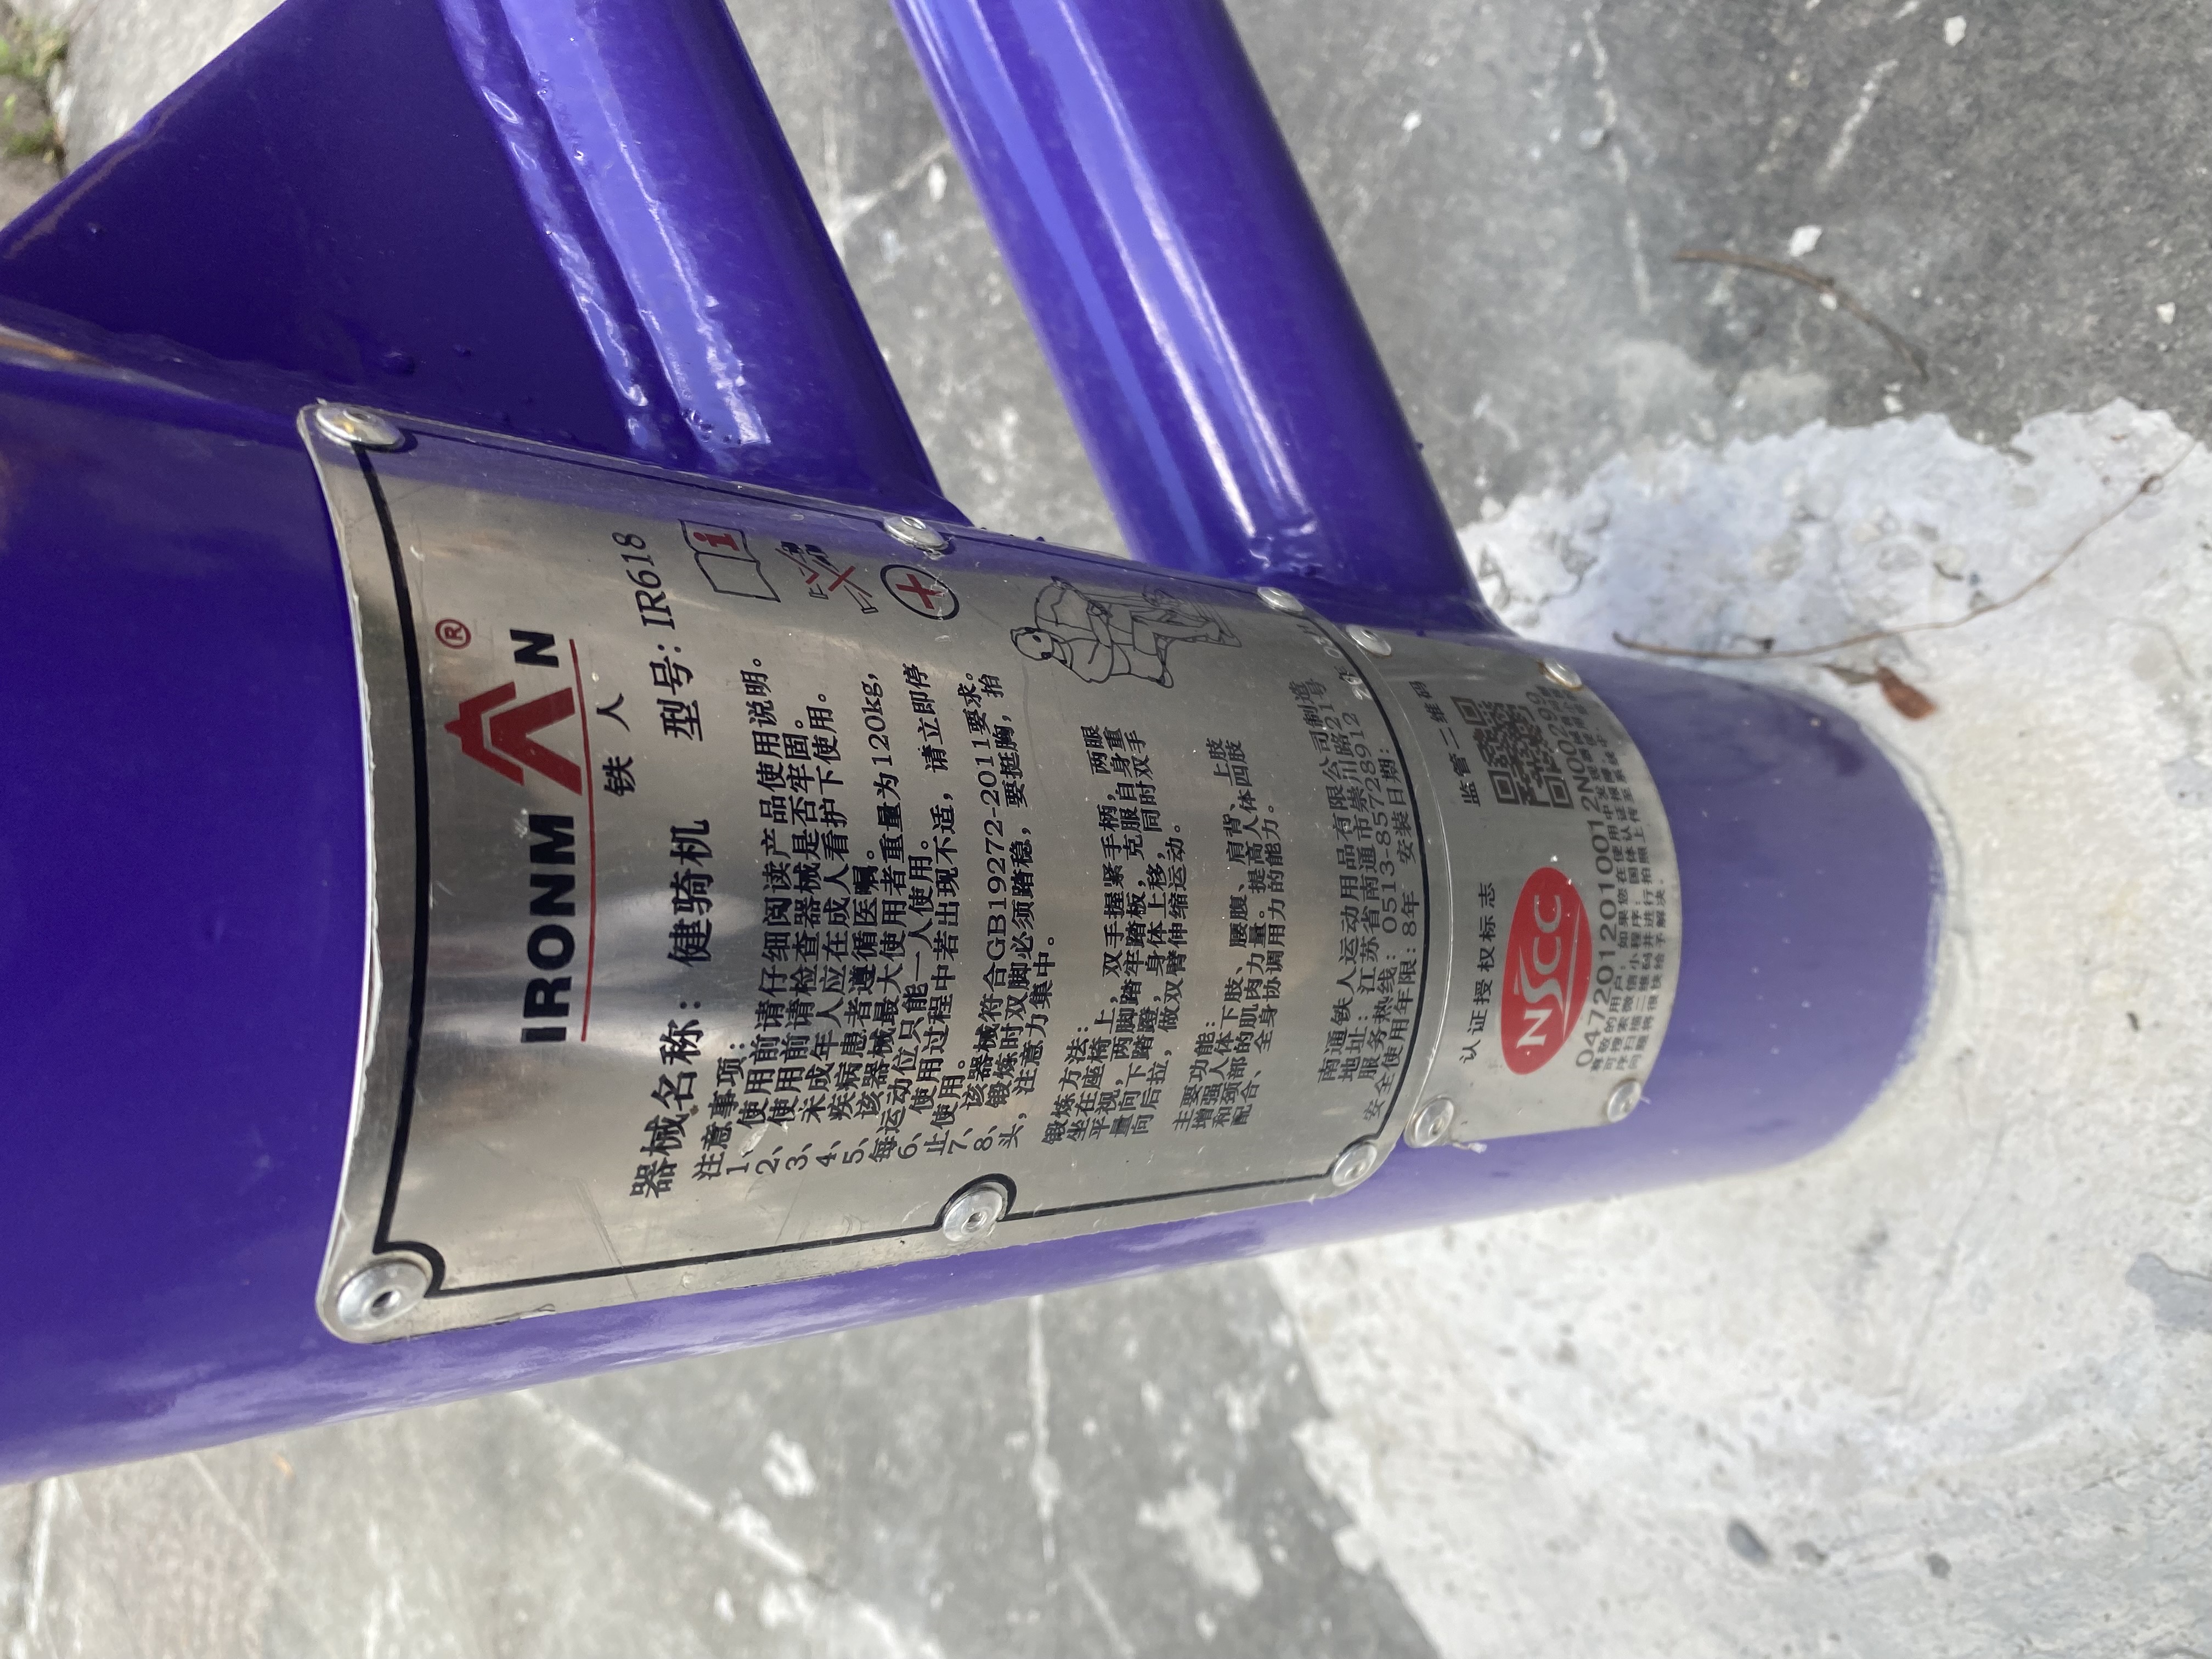 IRONMAN®
铁 人
器械名称：健骑机 型号：IR618
注意事项：
1、使用前请仔细阅读产品使用说明。
2、使用前请检查器械是否牢固。
3、未成年人应在成人看护下使用。
4、疾病患者遵循医嘱。
5、该器械最大使用者重量为120kg，
每运动位只能一人使用。
6、使用过程中若出现不适，请立即停
止使用。
7、该器械符合GB19272-2011要求。
8、锻炼时双脚必须踏稳，要挺胸，抬
头，注意力集中。
锻炼方法：
坐在座椅上，双手握紧手柄，两眼
平视，两脚踏牢踏板，克服自身重
量向下踏蹬，身体上移，同时双手
向后拉，做双臂伸缩运动。
主要功能：
增强人体下肢、腰腹、肩背、上肢
和颈部的肌肉力量。提高人体四肢
配合、全身协调用力的能力。
南通铁人运动用品有限公司制造
地址：江苏省南通市崇川路21号
服务热线：0513-85728912
安全使用年限：8年 安装日期：
认证授权标志 监管二维码
NSCC
0472012010012N00299